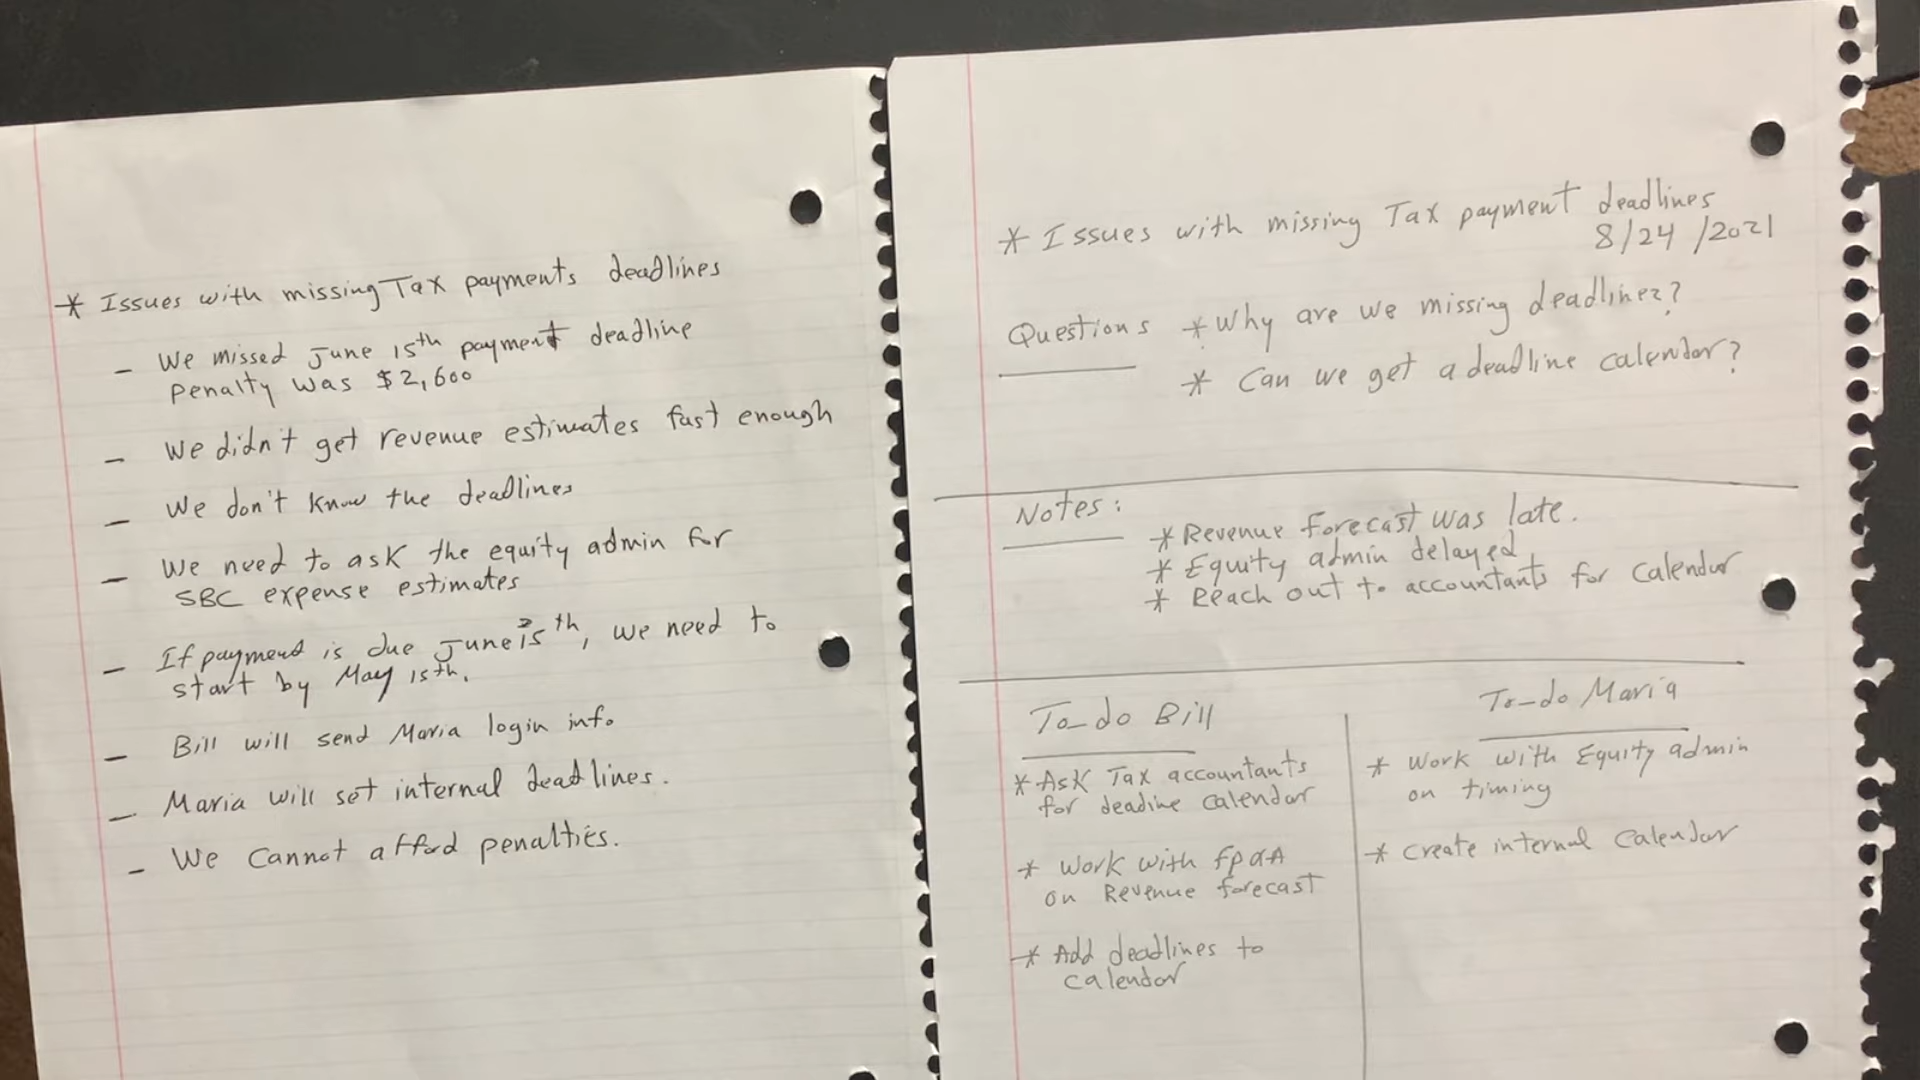 * Issues with missing Tax payments deadlines
- We missed June 15th payment deadline
penalty was $2,600
- We didn't get revenue estimates fast enough
- We don't know the deadlines
- We need to ask the equity admin for
SBC expense estimates
- If payment is due June 15th, we need to
start by May 15th.
- Bill will send Maria login info
- Maria will set internal deadlines.
- We cannot afford penalties.
* Issues with missing Tax payment deadlines
8/24/2021
Questions * Why are we missing deadlines?
* Can we get a deadline calendar?
Notes:
* Revenue forecast was late.
* Equity admin delayed
* Reach out to accountants for calendar
To-do Bill
* Ask Tax accountants
for deadine calendar
* Work with fp&A
on Revenue forecast
* Add deadlines to
calendar
To-do Maria
* Work with Equity admin
on timing
* create internal calendar